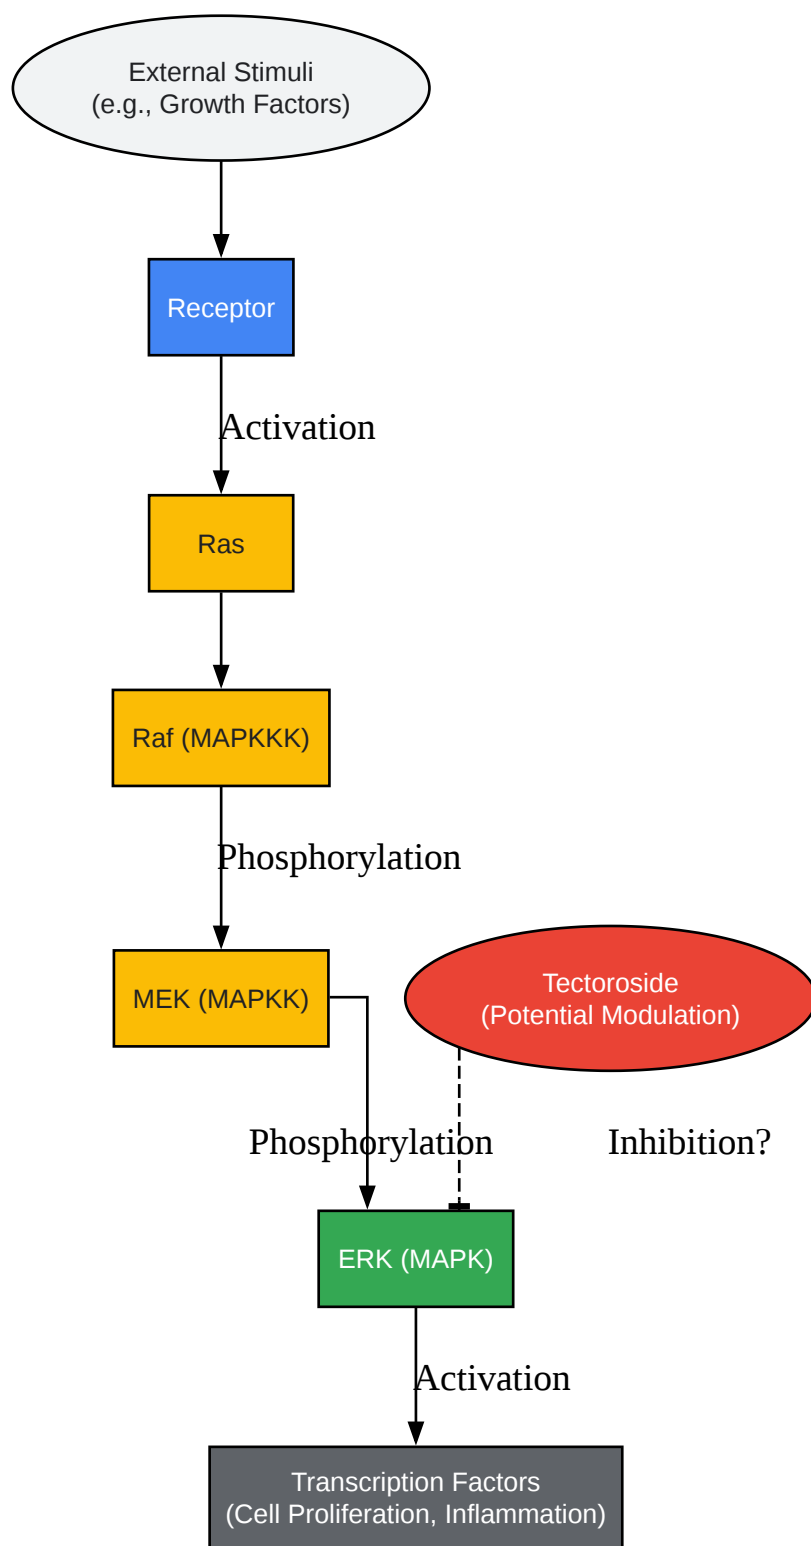 External Stimuli
(e.g., Growth Factors)
Receptor
Activation
Ras
Raf (MAPKKK)
Phosphorylation
MEK (MAPKK)
Tectoroside
(Potential Modulation)
Phosphorylation
Inhibition?
ERK (MAPK)
Activation
Transcription Factors
(Cell Proliferation, Inflammation)